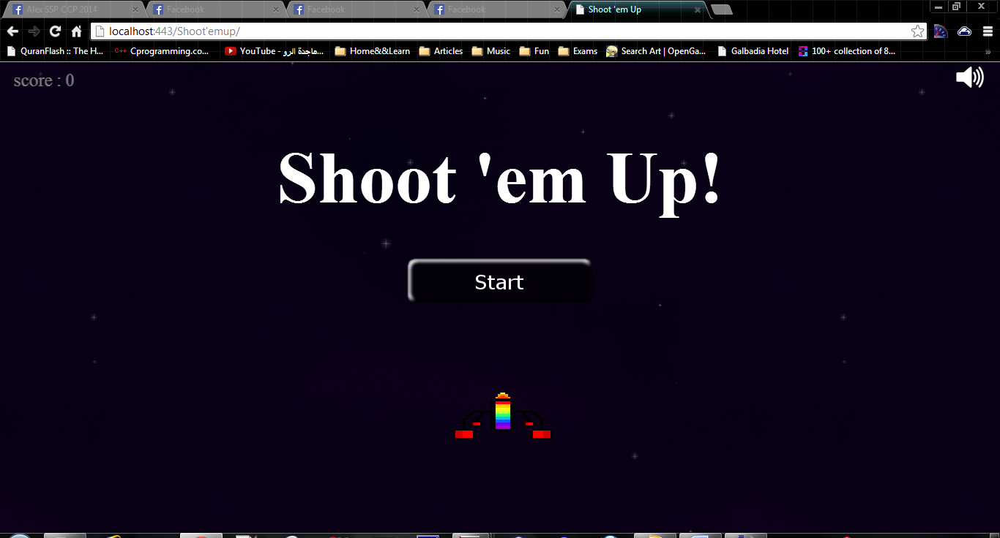 Alex SSP CCP 2014
Facebook
Facebook
Facebook
Shoot 'em Up
localhost:443/Shoot'emup/
QuranFlash :: The H...
C++ Cprogramming.co...
YouTube - ماجدة الرو...
Home&&Learn
Articles
Music
Fun
Exams
Search Art | OpenGa...
Galbadia Hotel
100+ collection of 8...
score : 0
Shoot 'em Up!
Start